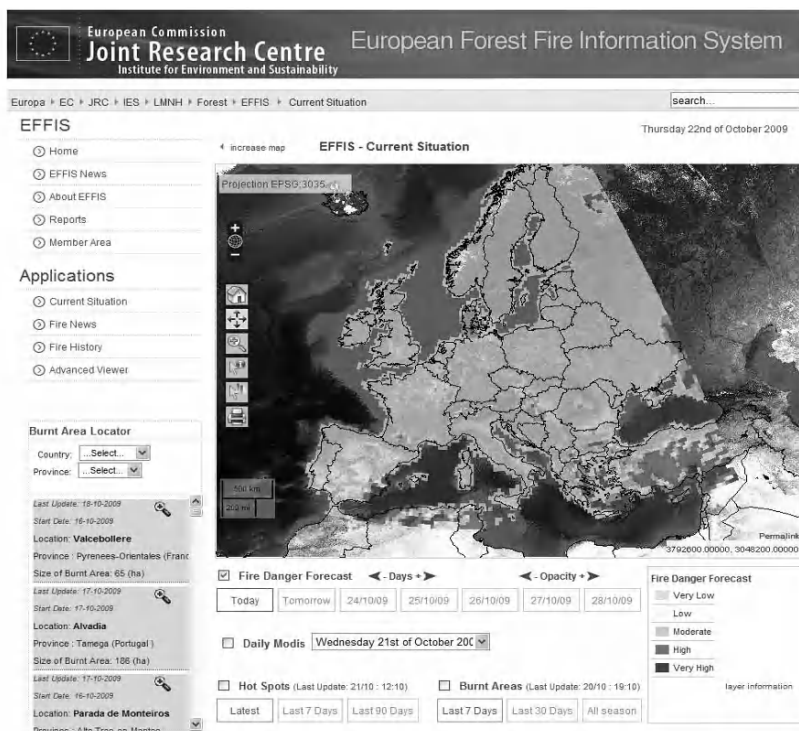 European Commission
Joint Research Centre
Institute for Environment and Sustainability
European Forest Fire Information System
Europa EC JRC IES LMNH Forest EFFIS Current Situation
search...
EFFIS
Thursday 22nd of October 2009
Home
EFFIS News
About EFFIS
Reports
Member Area
Applications
Current Situation
Fire News
Fire History
Advanced Viewer
increase map
EFFIS - Current Situation
Projection EPSG:3035
500 km
200 mi
Permalink
3792600.00000, 3048200.00000
Burnt Area Locator
Country: ...Select...
Province: ...Select...
Last Update: 18-10-2009
Start Date: 16-10-2009
Location: Valcebollere
Province : Pyrenees-Orientales (Franc
Size of Burnt Area: 65 (ha)
Last Update: 17-10-2009
Start Date: 17-10-2009
Location: Alvadia
Province : Tamega (Portugal )
Size of Burnt Area: 186 (ha)
Last Update: 17-10-2009
Start Date: 16-10-2009
Location: Parada de Monteiros
Fire Danger Forecast - Days + - Opacity +
Today Tomorrow 24/10/09 25/10/09 26/10/09 27/10/09 28/10/09
Daily Modis Wednesday 21st of October 200
Hot Spots (Last Update: 21/10 : 12:10)
Latest Last 7 Days Last 90 Days
Burnt Areas (Last Update: 20/10 : 19:10)
Last 7 Days Last 30 Days All season
Fire Danger Forecast
Very Low
Low
Moderate
High
Very High
layer information